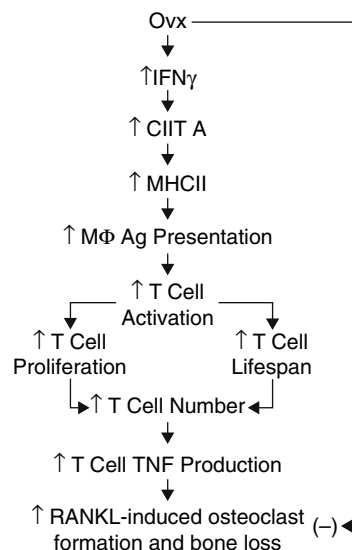 Ovx
↑IFNγ
↑ CIIT A
↑ MHCII
↑ MΦ Ag Presentation
↑ T Cell
Activation
↑ T Cell
Proliferation
↑ T Cell
Lifespan
↑ T Cell Number
↑ T Cell TNF Production
↑ RANKL-induced osteoclast
formation and bone loss
(–)